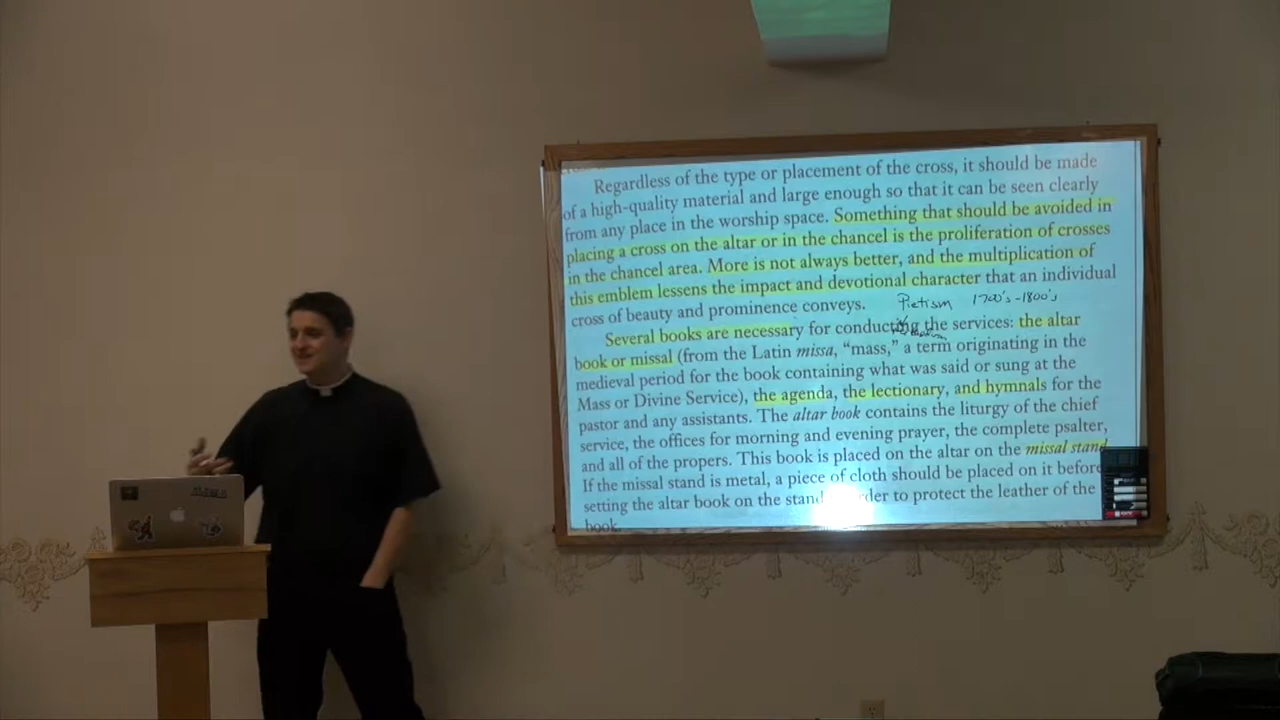 Regardless of the type or placement of the cross, it should be made
of a high-quality material and large enough so that it can be seen clearly
from any place in the worship space. Something that should be avoided in
placing a cross on the altar or in the chancel is the proliferation of crosses
in the chancel area. More is not always better, and the multiplication of
this emblem lessens the impact and devotional character that an individual
cross of beauty and prominence conveys.
Pietism 1700's-1800's
Several books are necessary for conducting the services: the altar
book or missal (from the Latin missa, “mass,” a term originating in the
medieval period for the book containing what was said or sung at the
Mass or Divine Service), the agenda, the lectionary, and hymnals for the
pastor and any assistants. The altar book contains the liturgy of the chief
service, the offices for morning and evening prayer, the complete psalter,
and all of the propers. This book is placed on the altar on the missal stand.
If the missal stand is metal, a piece of cloth should be placed on it before
setting the altar book on the stand order to protect the leather of the
book.